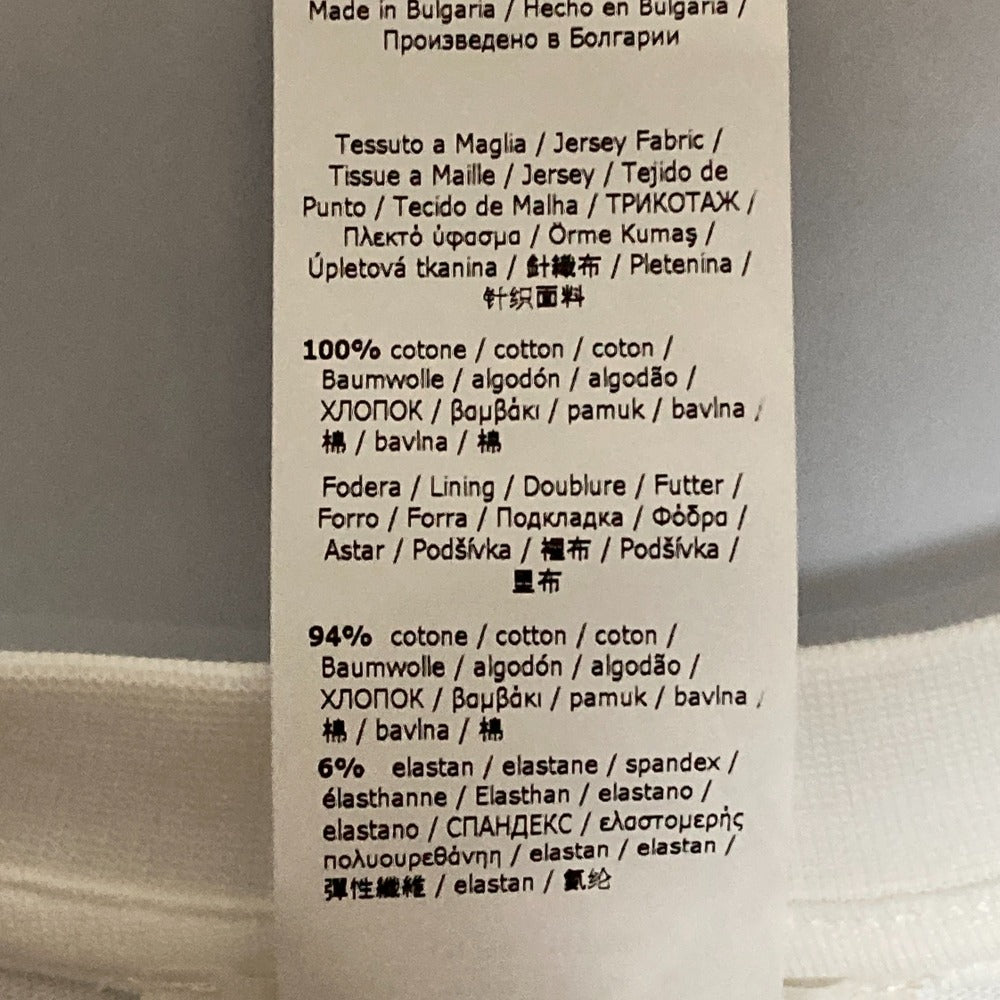 Made in Bulgaria / Hecho en Bulgaria /
Произведено в Болгарии
Tessuto a Maglia / Jersey Fabric /
Tissue a Maille / Jersey / Tejido de
Punto / Tecido de Malha / ТРИКОТАЖ /
Πλεκτό ύφασμα / Örme Kumaş /
Úpletová tkanina / 針織布 / Pletenina /
针织面料
100% cotone / cotton / coton /
Baumwolle / algodón / algodão /
ХЛОПОК / βαμβάκι / pamuk / bavlna /
棉 / bavlna / 棉
Fodera / Lining / Doublure / Futter /
Forro / Forra / Подкладка / Φόδρα /
Astar / Podšívka / 裡布 / Podšívka /
里布
94% cotone / cotton / coton /
Baumwolle / algodón / algodão /
ХЛОПОК / βαμβάκι / pamuk / bavlna /
棉 / bavlna / 棉
6% elastan / elastane / spandex /
élasthanne / Elasthan / elastano /
elastano / СПАНДЕКС / ελαστομερής
πολυουρεθάνηη / elastan / elastan /
彈性纖維 / elastan / 氨纶